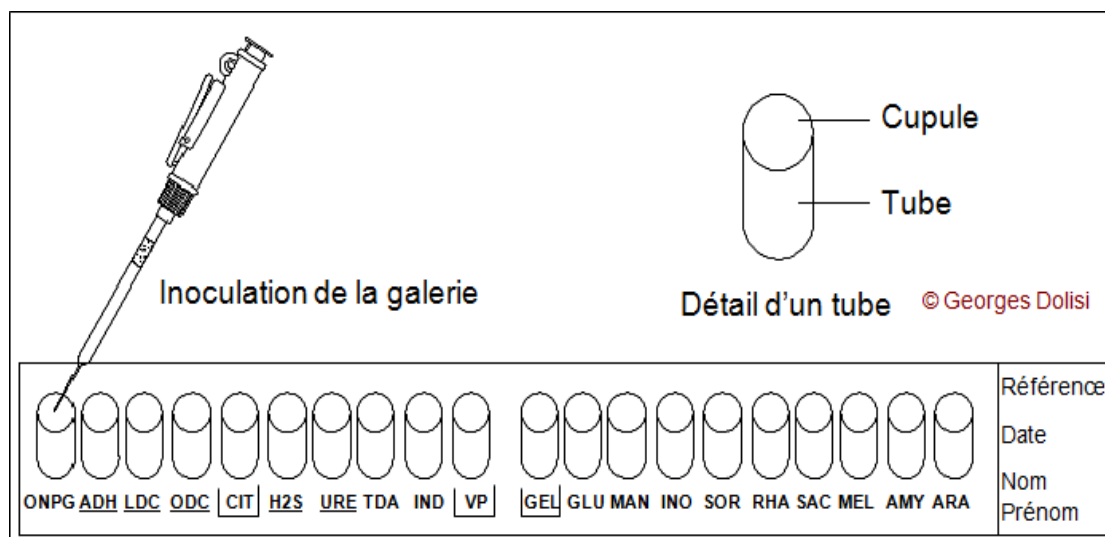 Cupule
Tube
Inoculation de la galerie
Détail d'un tube
© Georges Dolisi
ONPG ADH LDC ODC CIT H2S URE TDA IND VP GEL GLU MAN INO SOR RHA SAC MEL AMY ARA
Référence
Date
Nom
Prénom